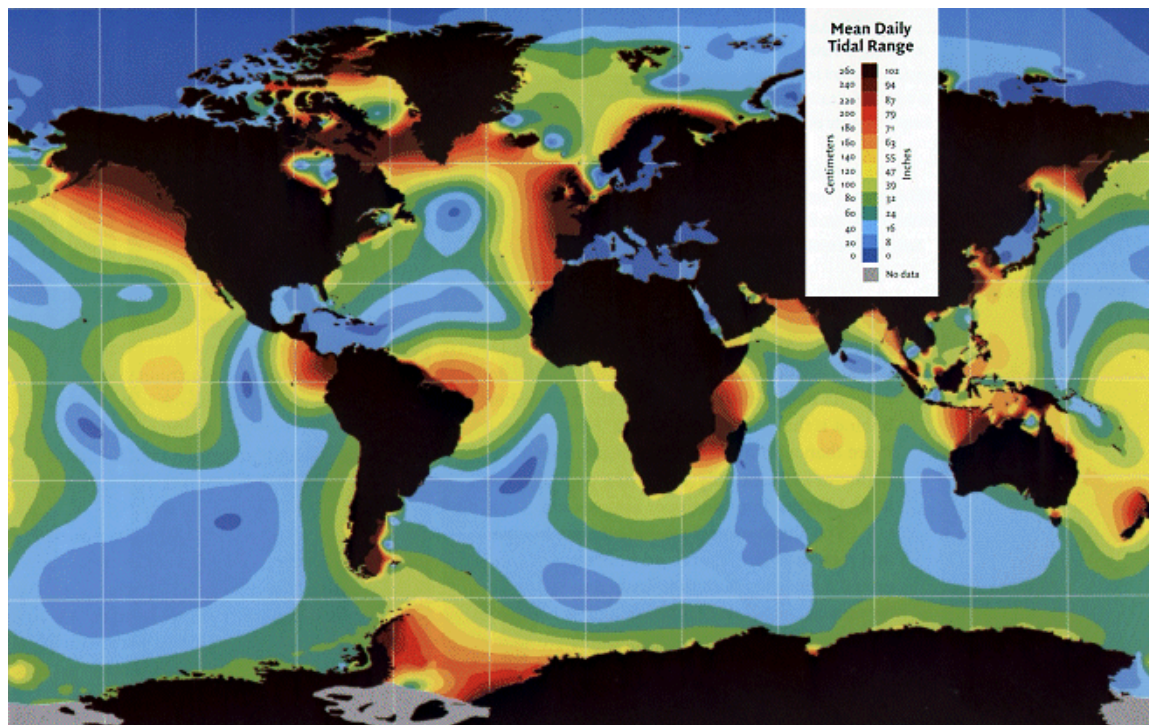 Mean Daily
Tidal Range
260 102
240 94
220 87
200 79
180 71
160 63
140 55
120 47
100 39
80 32
60 24
40 16
20 8
0 0
Centimeters
Inches
No data